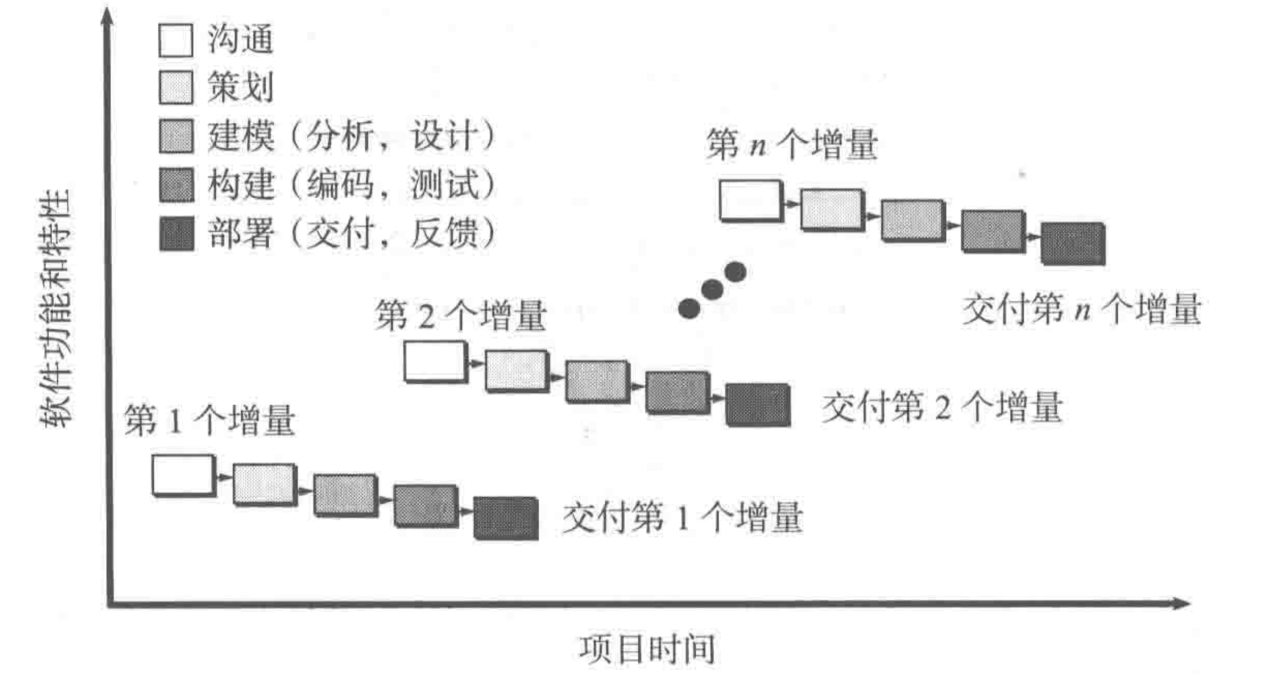 沟通
策划
建模（分析，设计）
构建（编码，测试）
部署（交付，反馈）
第 n 个增量
交付第 n 个增量
第 2 个增量
交付第 2 个增量
第 1 个增量
交付第 1 个增量
软件功能和特性
项目时间